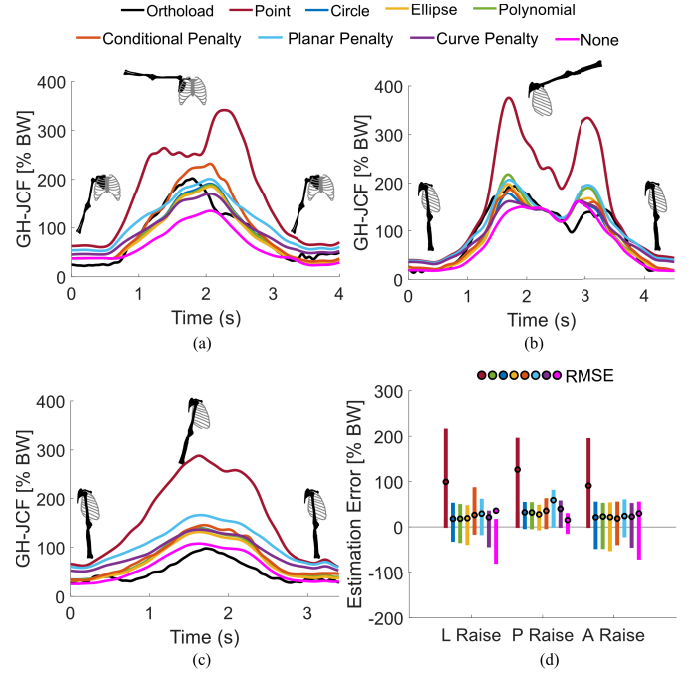 Orthoload Point Circle Ellipse Polynomial
Conditional Penalty Planar Penalty Curve Penalty None
GH-JCF [% BW]
400
300
200
100
0
0 1 2 3 4
Time (s)
(a)
GH-JCF [% BW]
400
300
200
100
0
0 1 2 3 4
Time (s)
(b)
GH-JCF [% BW]
400
300
200
100
0
0 1 2 3
Time (s)
(c)
RMSE
Estimation Error [% BW]
300
200
100
0
-100
-200
L Raise P Raise A Raise
(d)